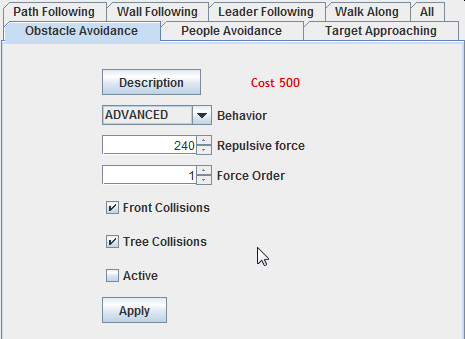 Path Following Wall Following Leader Following Walk Along All
Obstacle Avoidance People Avoidance Target Approaching
Description Cost 500
ADVANCED Behavior
240 Repulsive force
1 Force Order
Front Collisions
Tree Collisions
Active
Apply